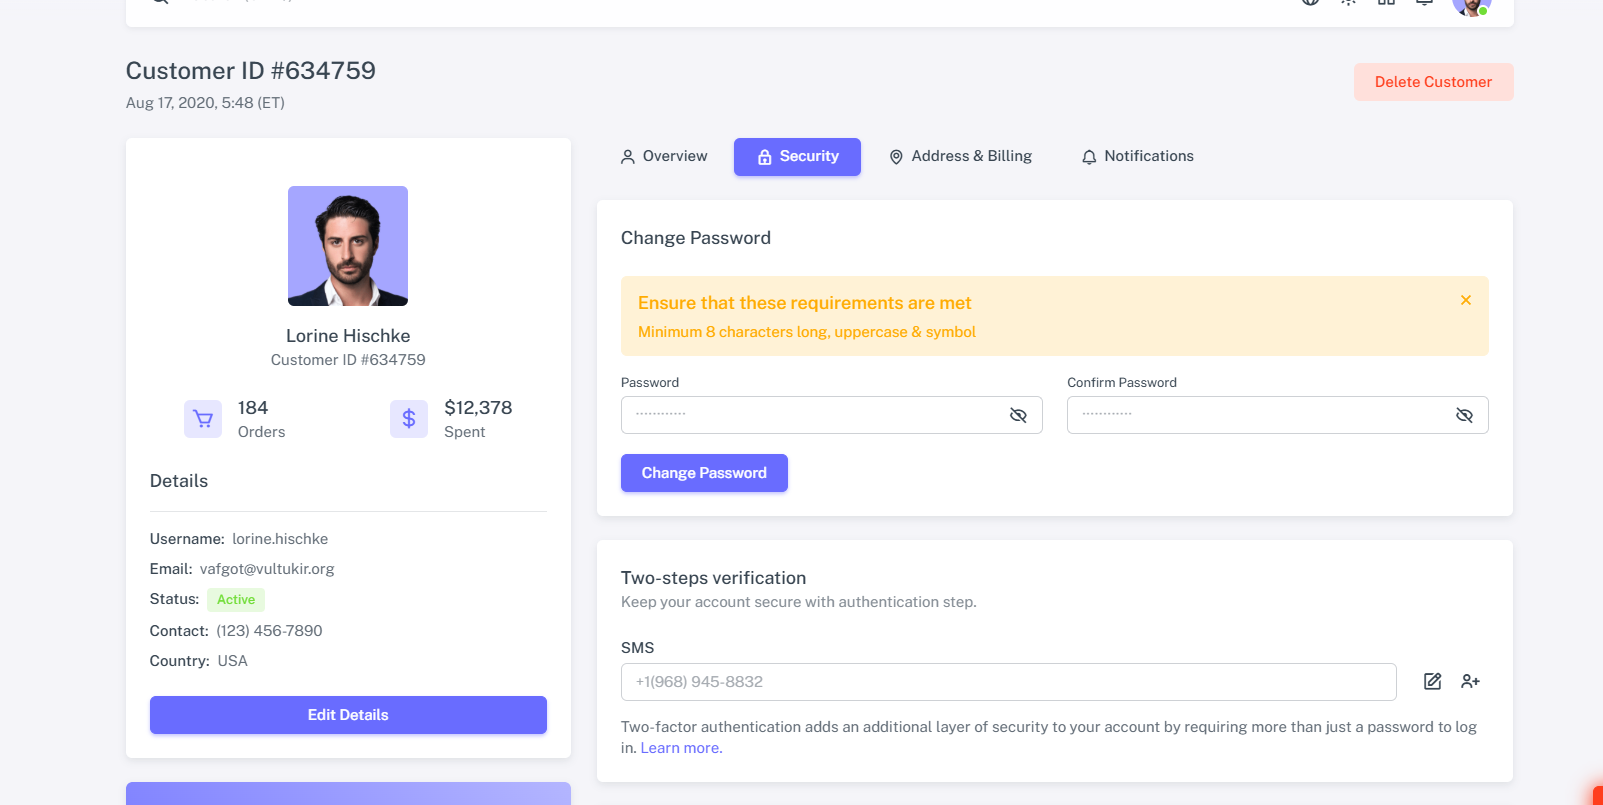 Customer ID #634759
Aug 17, 2020, 5:48 (ET)
Delete Customer
Lorine Hischke
Customer ID #634759
184
Orders
$12,378
Spent
Details
Username: lorine.hischke
Email: vafgot@vultukir.org
Status: Active
Contact: (123) 456-7890
Country: USA
Edit Details
Overview
Security
Address & Billing
Notifications
Change Password
Ensure that these requirements are met
Minimum 8 characters long, uppercase & symbol
Password
Confirm Password
············
············
Change Password
Two-steps verification
Keep your account secure with authentication step.
SMS
+1(968) 945-8832
Two-factor authentication adds an additional layer of security to your account by requiring more than just a password to log
in. Learn more.